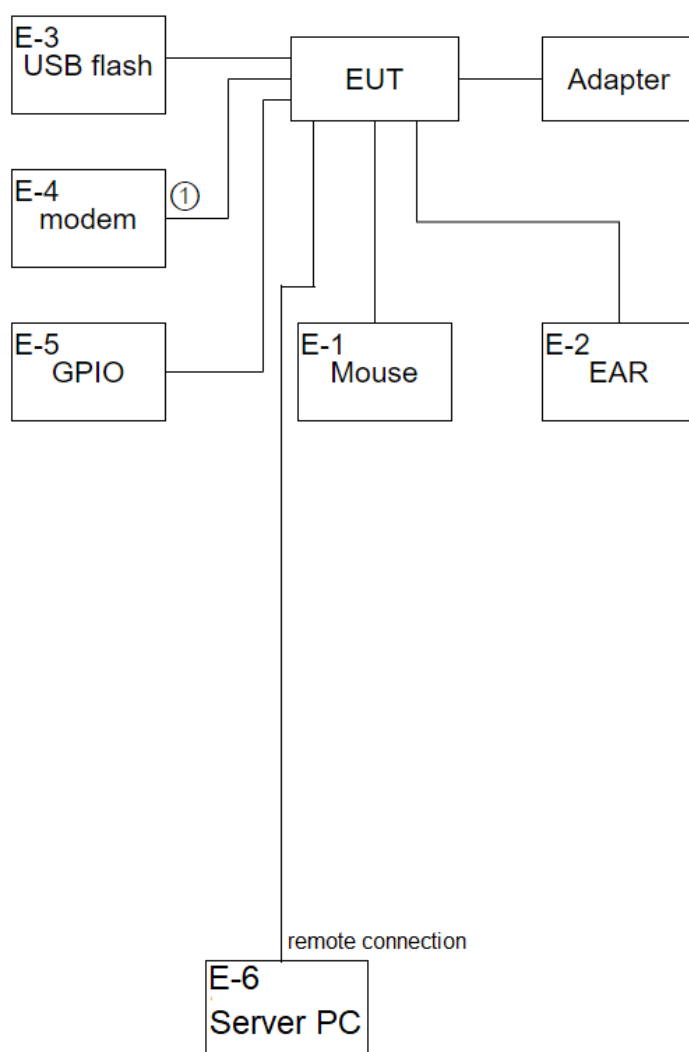 E-3
USB flash
EUT
Adapter
E-4
modem
①
E-5
GPIO
E-1
Mouse
E-2
EAR
remote connection
E-6
Server PC